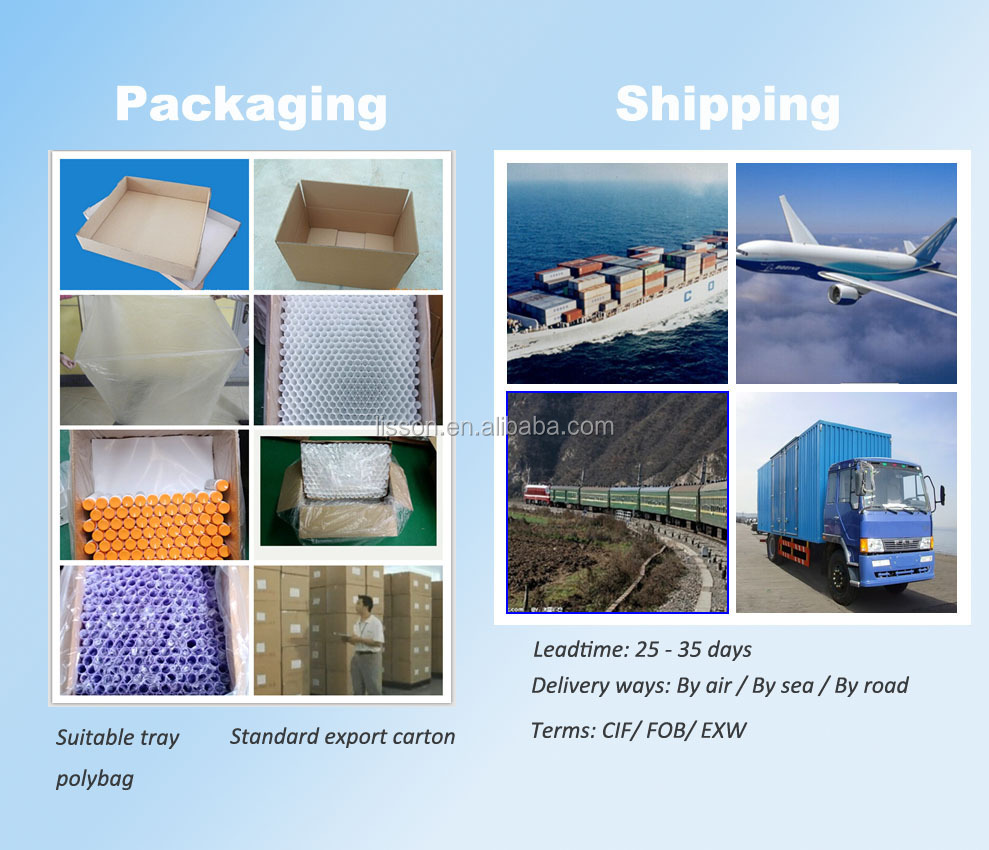 Packaging
Shipping
lisson.en.alibaba.com
BOEING
C O
Leadtime: 25 - 35 days
Delivery ways: By air / By sea / By road
Terms: CIF/ FOB/ EXW
Suitable tray
Standard export carton
polybag